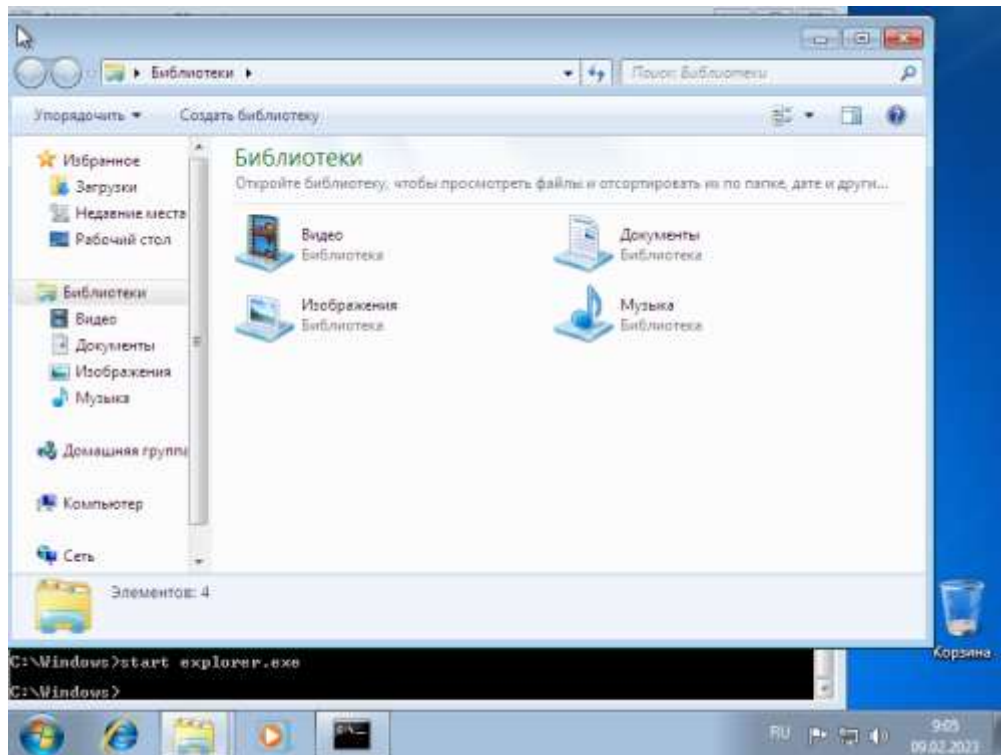 Библиотеки
Поиск: Библиотеки
Упорядочить
Создать библиотеку
Избранное
Загрузки
Недавние места
Рабочий стол
Библиотеки
Видео
Документы
Изображения
Музыка
Домашняя группа
Компьютер
Сеть
Библиотеки
Откройте библиотеку, чтобы просмотреть файлы и отсортировать их по папке, дате и други...
Видео
Библиотека
Документы
Библиотека
Изображения
Библиотека
Музыка
Библиотека
Элементов: 4
Корзина
C:\Windows>start explorer.exe
C:\Windows>
RU
9:05
09.02.2023